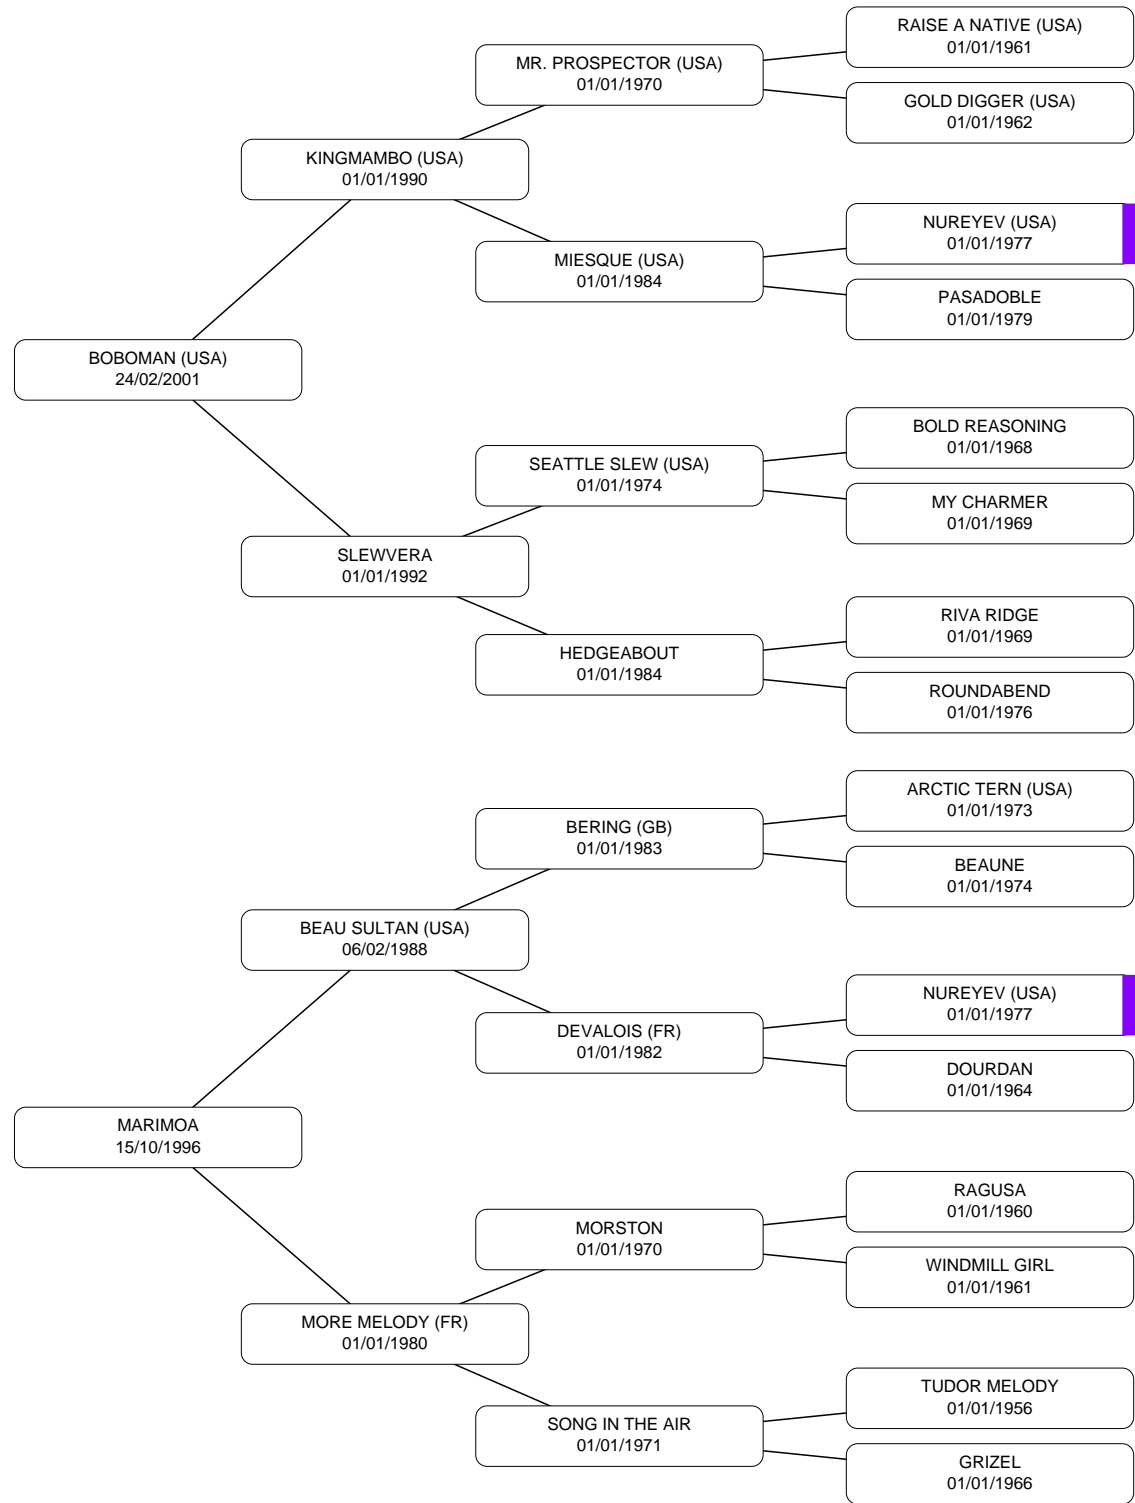 RAISE A NATIVE (USA)
01/01/1961
MR. PROSPECTOR (USA)
01/01/1970
GOLD DIGGER (USA)
01/01/1962
KINGMAMBO (USA)
01/01/1990
NUREYEV (USA)
01/01/1977
MIESQUE (USA)
01/01/1984
PASADOBLE
01/01/1979
BOBOMAN (USA)
24/02/2001
BOLD REASONING
01/01/1968
SEATTLE SLEW (USA)
01/01/1974
MY CHARMER
01/01/1969
SLEWVERA
01/01/1992
RIVA RIDGE
01/01/1969
HEDGEABOUT
01/01/1984
ROUNDABEND
01/01/1976
ARCTIC TERN (USA)
01/01/1973
BERING (GB)
01/01/1983
BEAUNE
01/01/1974
BEAU SULTAN (USA)
06/02/1988
NUREYEV (USA)
01/01/1977
DEVALOIS (FR)
01/01/1982
DOURDAN
01/01/1964
MARIMOA
15/10/1996
RAGUSA
01/01/1960
MORSTON
01/01/1970
WINDMILL GIRL
01/01/1961
MORE MELODY (FR)
01/01/1980
TUDOR MELODY
01/01/1956
SONG IN THE AIR
01/01/1971
GRIZEL
01/01/1966